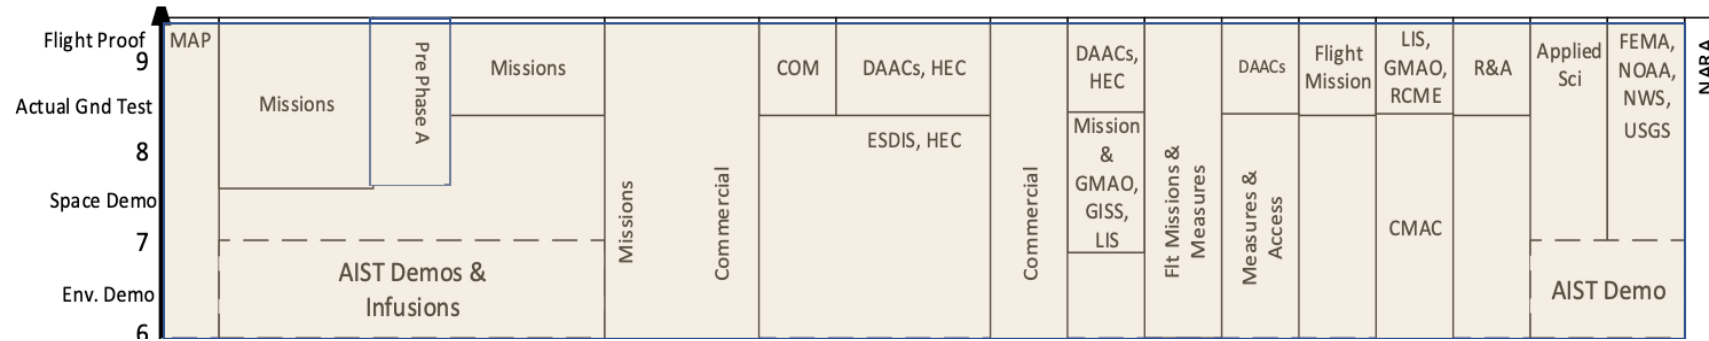 Flight Proof
9
Actual Gnd Test
8
Space Demo
7
Env. Demo
6
MAP
Missions
Pre Phase A
Missions
AIST Demos &
Infusions
Missions
Commercial
COM
DAACs, HEC
ESDIS, HEC
Commercial
DAACs,
HEC
Mission
&
GMAO,
GISS,
LIS
Flt Missions &
Measures
DAACs
Measures &
Access
Flight
Mission
LIS,
GMAO,
RCME
CMAC
R&A
Applied
Sci
FEMA,
NOAA,
NWS,
USGS
AIST Demo
NARA